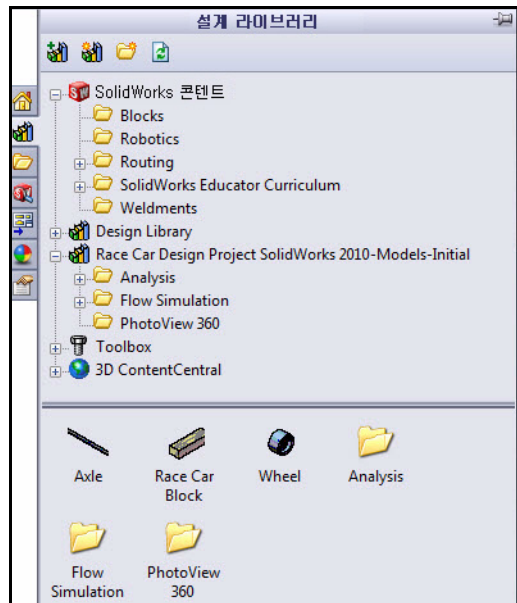 설계 라이브러리
SolidWorks 콘텐트
Blocks
Robotics
Routing
SolidWorks Educator Curriculum
Weldments
Design Library
Race Car Design Project SolidWorks 2010-Models-Initial
Analysis
Flow Simulation
PhotoView 360
Toolbox
3D ContentCentral
Axle
Race Car
Block
Wheel
Analysis
Flow
Simulation
PhotoView
360